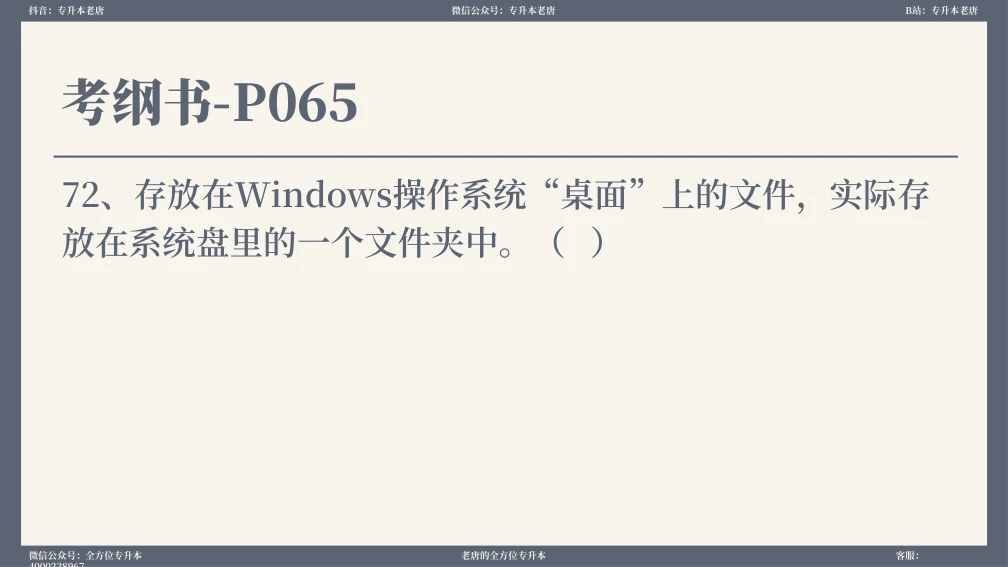 抖音：专升本老唐
微信公众号：专升本老唐
B站：专升本老唐
考纲书-P065
72、存放在Windows操作系统“桌面”上的文件，实际存
放在系统盘里的一个文件夹中。（  ）
微信公众号：全方位专升本
老唐的全方位专升本
客服：
4000228967